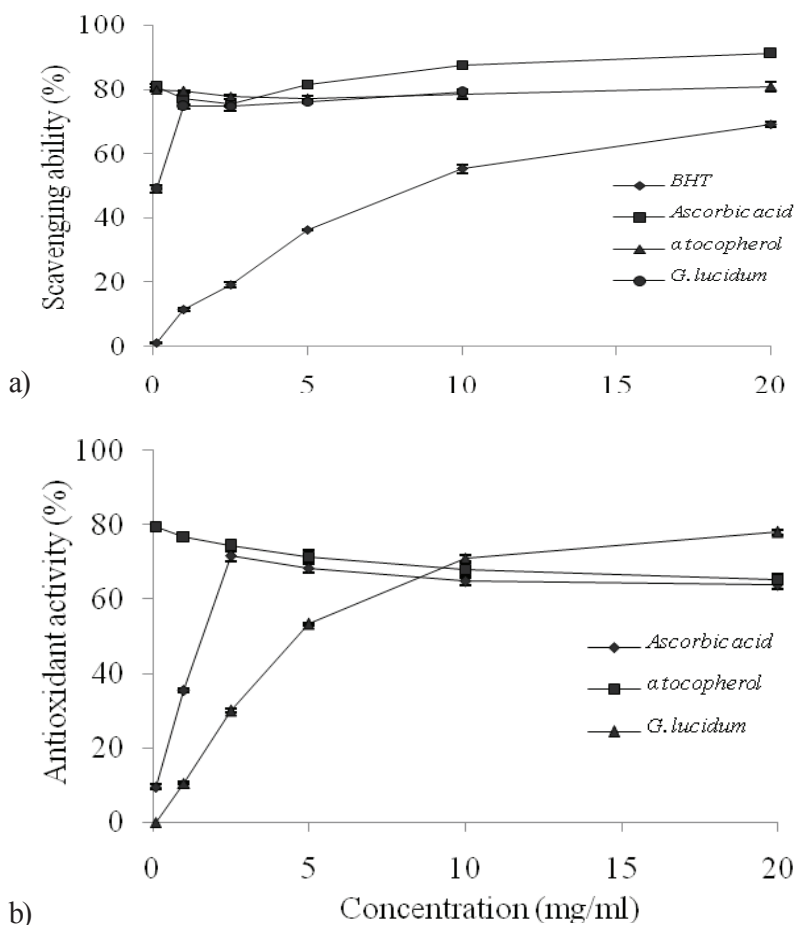 100
80
60
40
20
0
Scavenging ability (%)
BHT
Ascorbic acid
α tocopherol
G. lucidum
0 5 10 15 20
a)
100
80
60
40
20
0
Antioxidant activity (%)
Ascorbic acid
α tocopherol
G. lucidum
0 5 10 15 20
Concentration (mg/ml)
b)